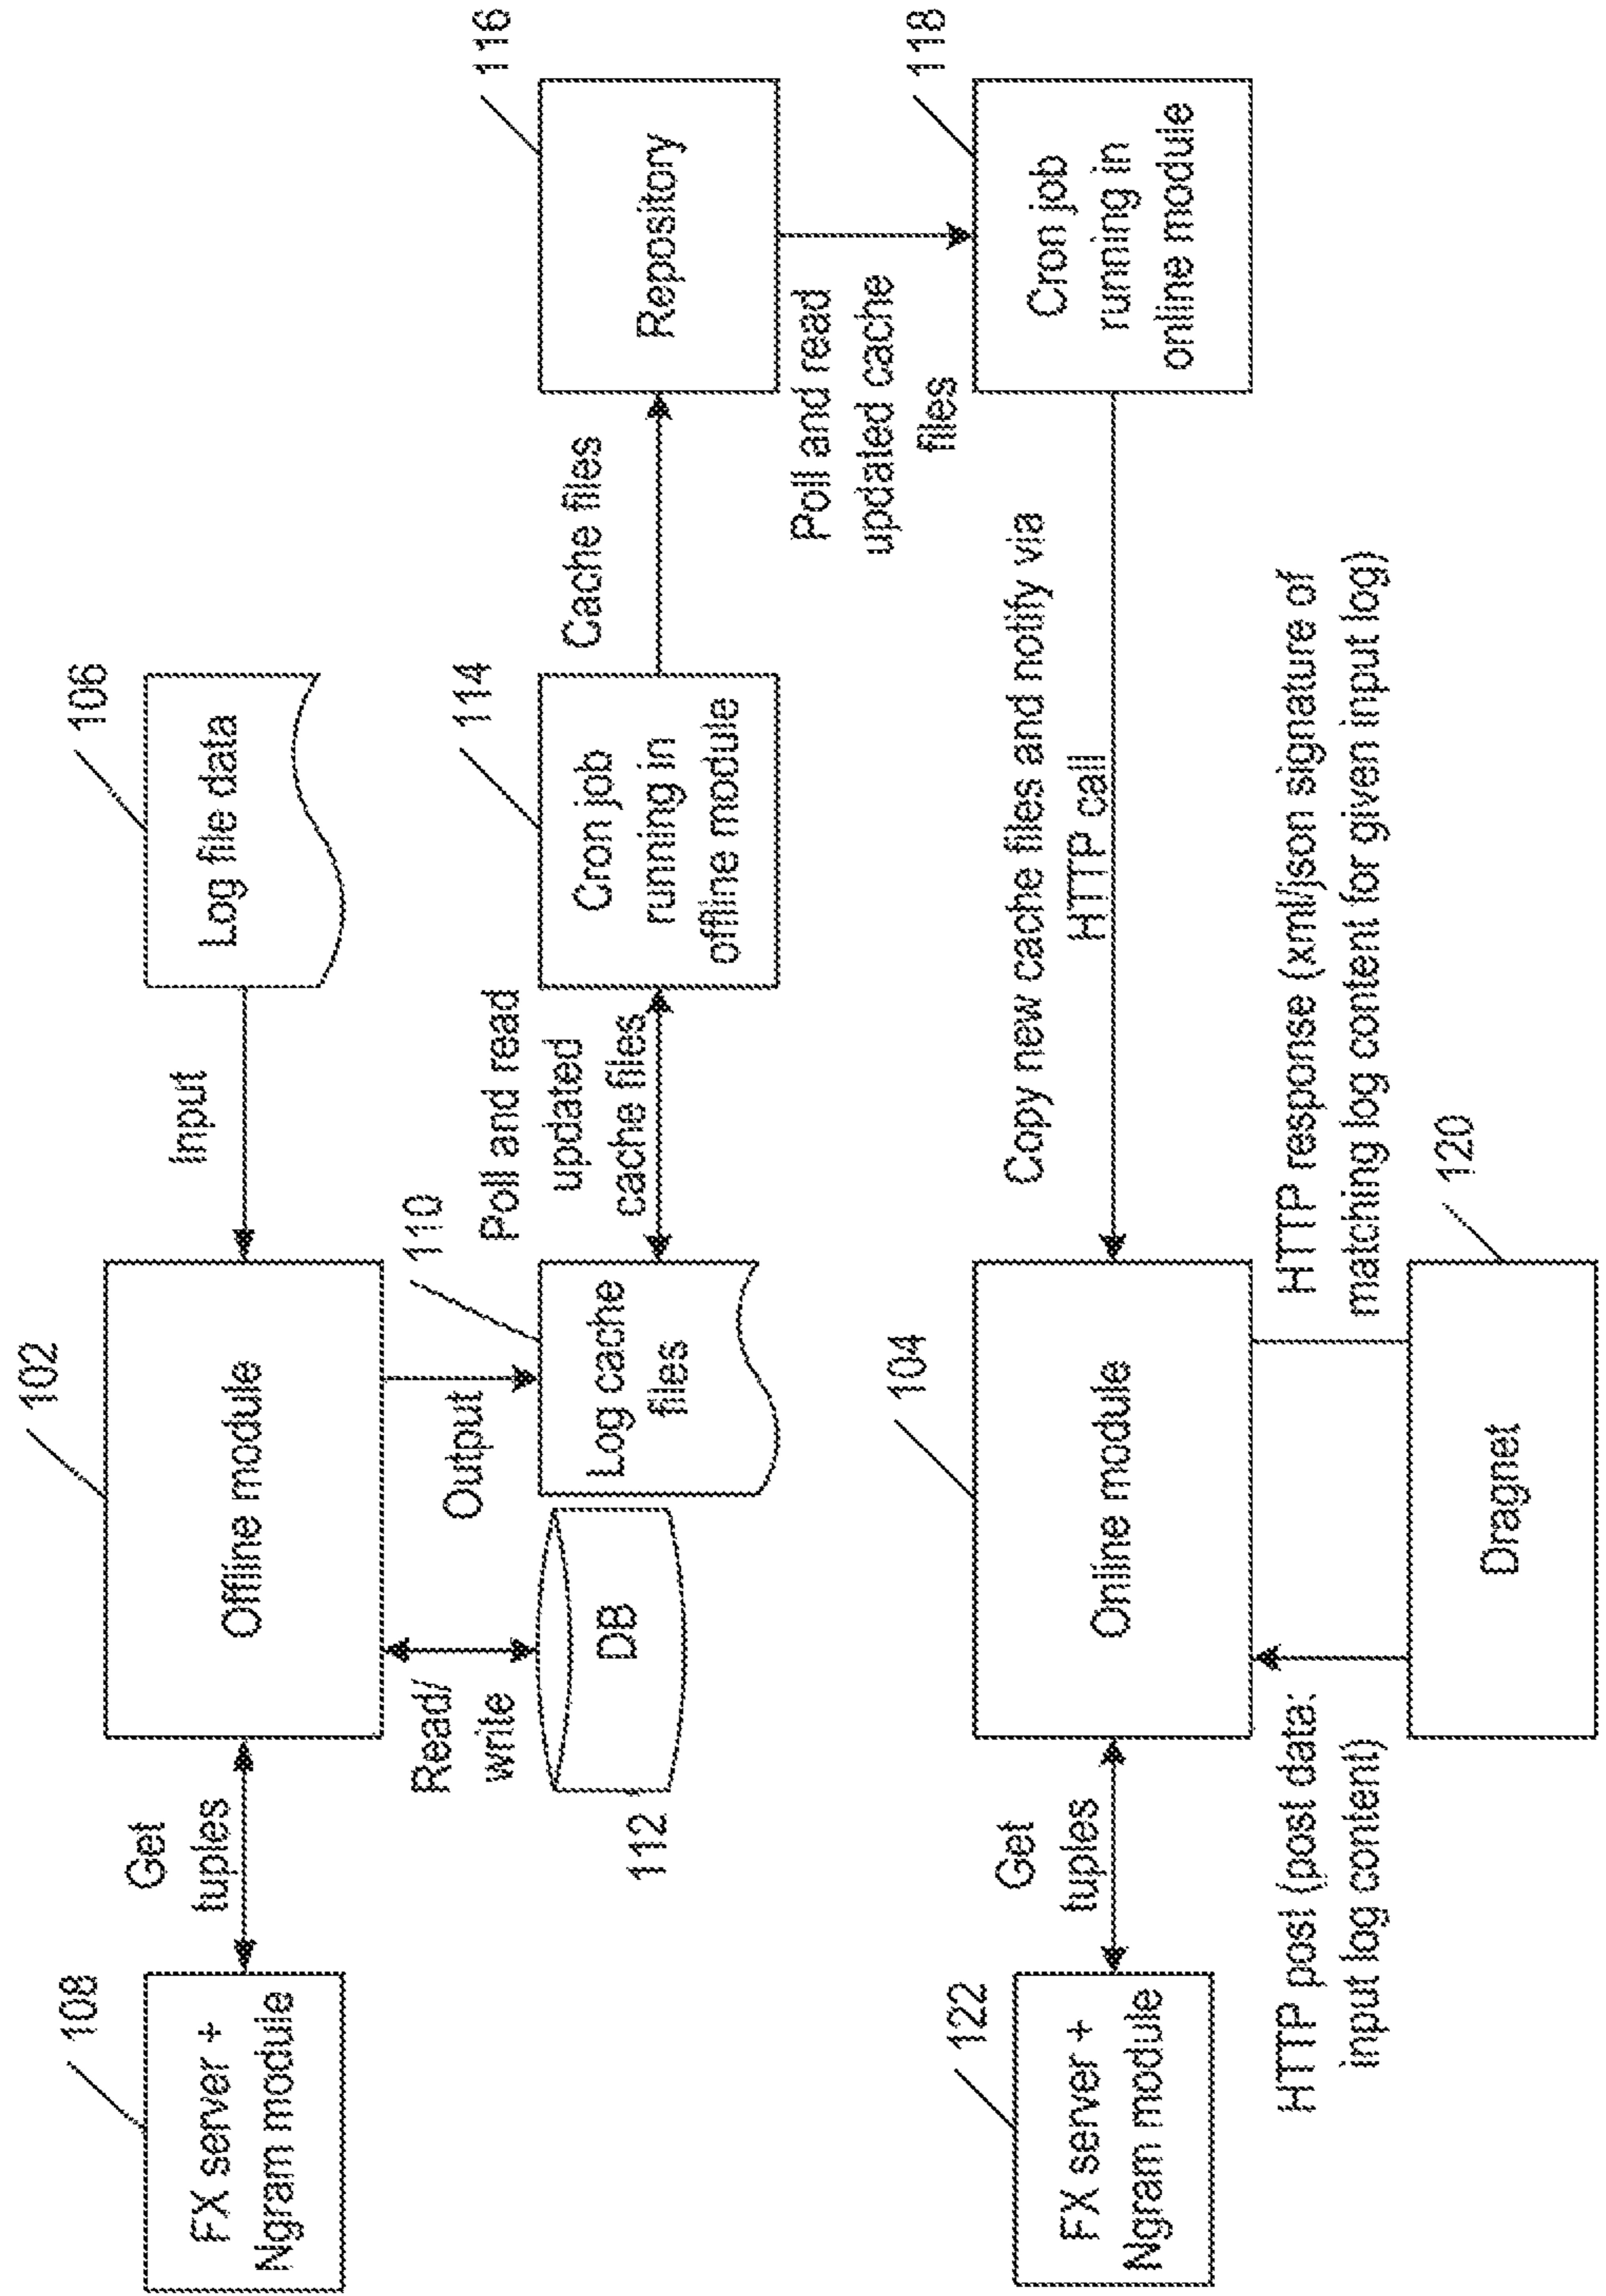 102
106
108
FX server +
Ngram module
Get
tuples
Offline module
Input
Log file data
Read/
write
Output
110
112
DB
Log cache
files
Poll and read
updated
cache files
114
Cron job
running in
offline module
Cache files
116
Repository
Poll and read
updated cache
files
118
Cron job
running in
online module
Copy new cache files and notify via
HTTP call
104
Online module
122
FX server +
Ngram module
Get
tuples
HTTP post (post data:
input log content)
HTTP response (xml/json signature of
matching log content for given input log)
120
Dragnet